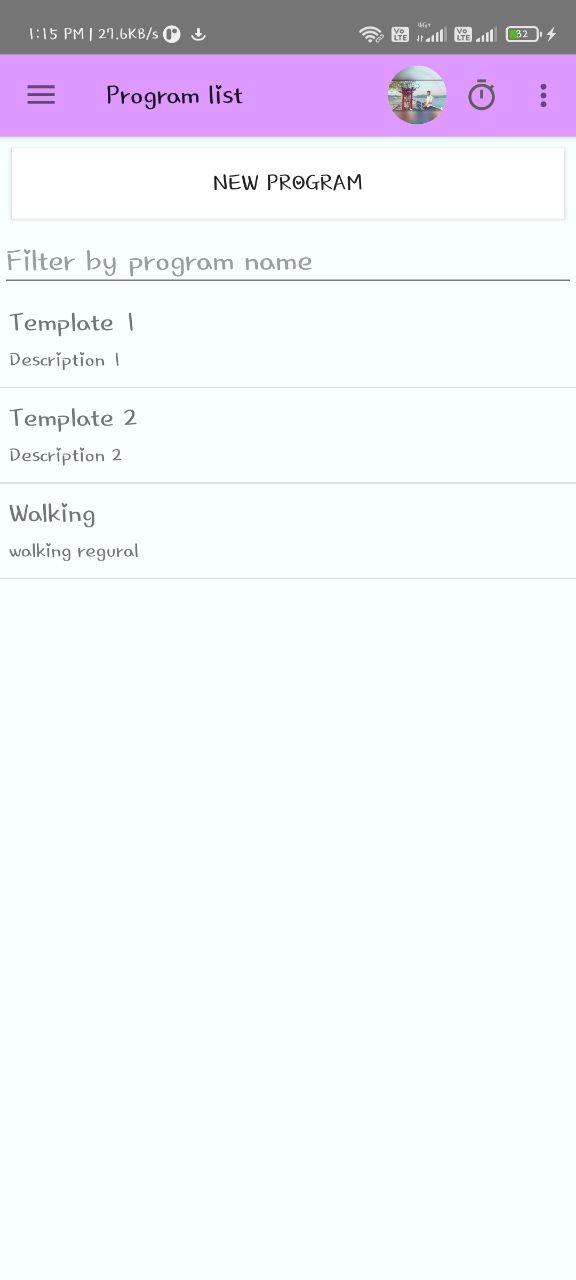 1:15 PM | 27.6KB/s
Vo LTE 4G+ Vo LTE 32
Program list
NEW PROGRAM
Filter by program name
Template 1
Description 1
Template 2
Description 2
Walking
walking regural